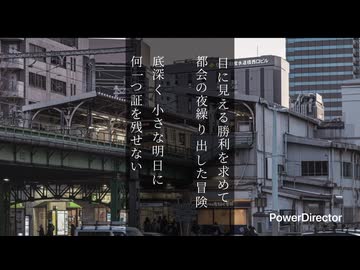 目に見える勝利を求めて
都会の夜繰り出した冒険
底深く 小さな明日に
何一つ証を残せない
PowerDirector